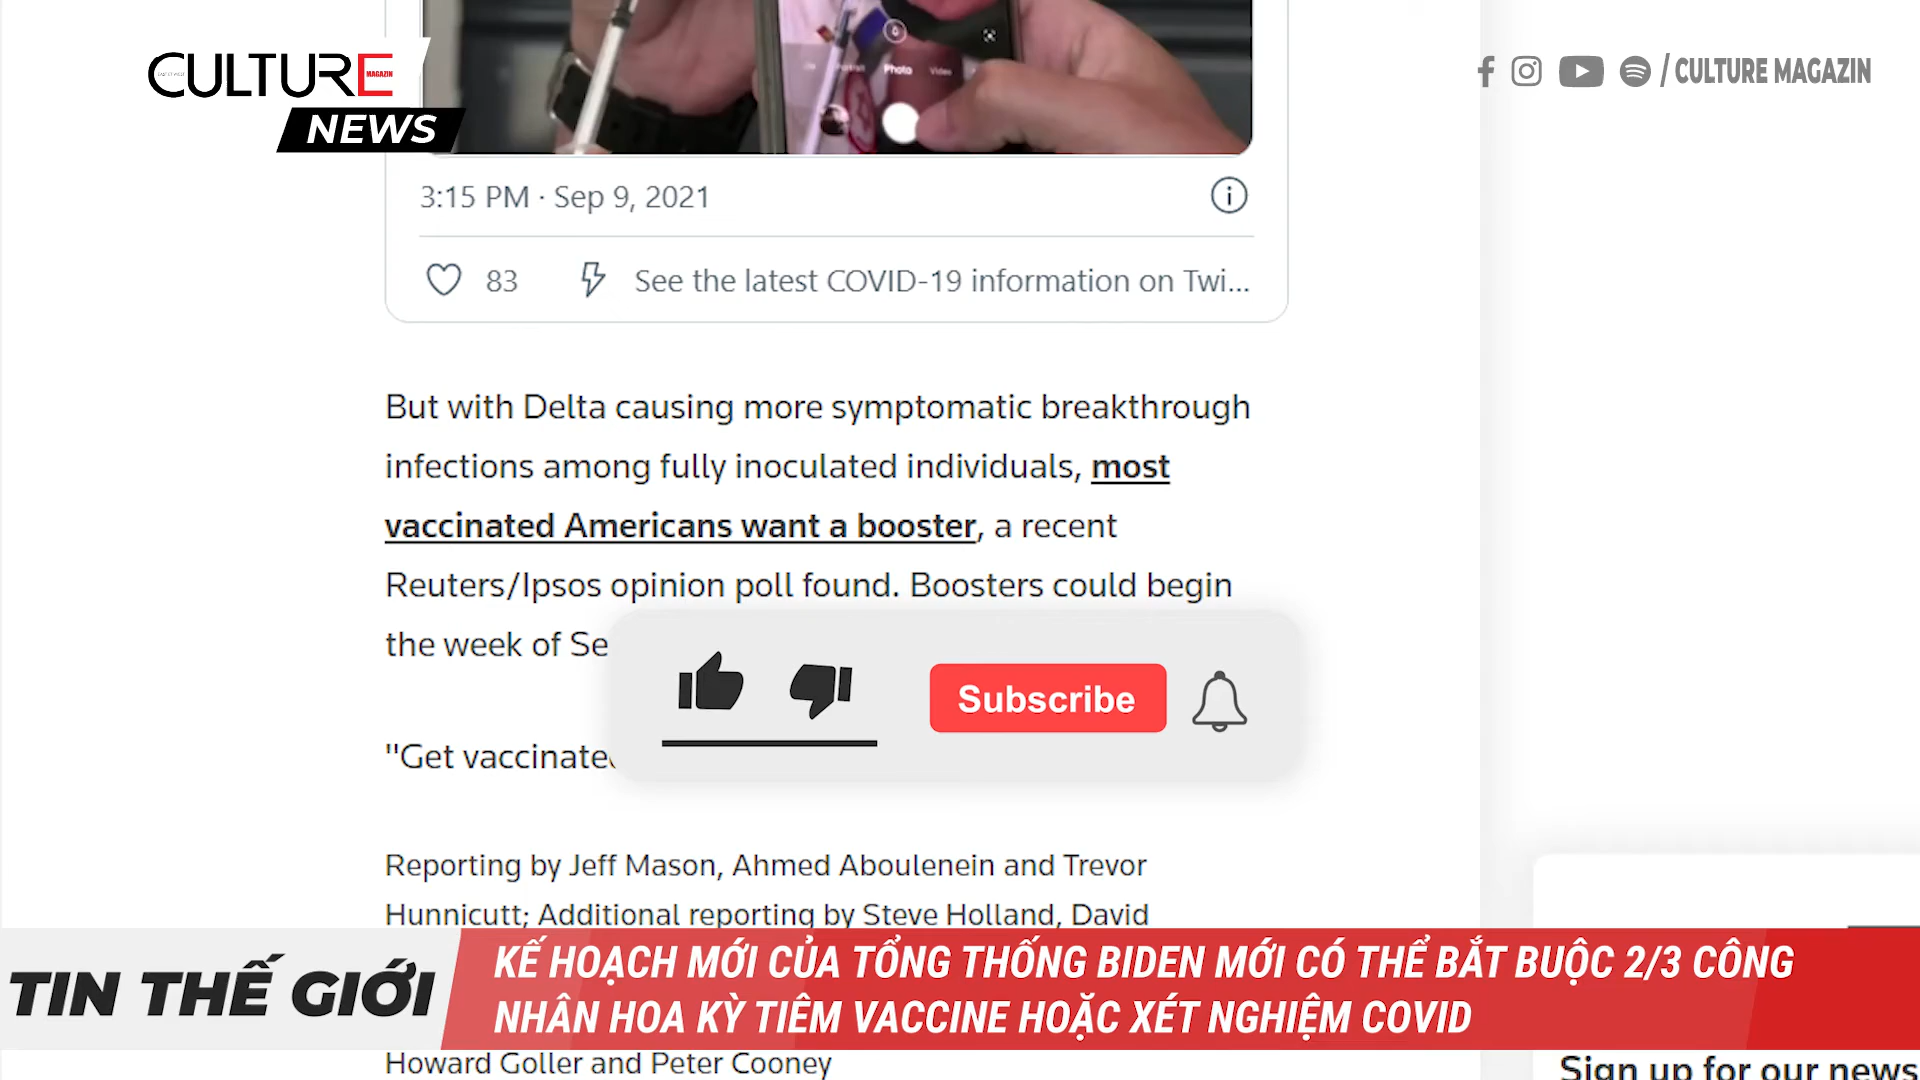 CULTURE
MAGAZIN
NEWS
/ CULTURE MAGAZIN
Photo
Video
3:15 PM · Sep 9, 2021
83
See the latest COVID-19 information on Twi...
But with Delta causing more symptomatic breakthrough
infections among fully inoculated individuals, most
vaccinated Americans want a booster, a recent
Reuters/Ipsos opinion poll found. Boosters could begin
the week of Se
Subscribe
"Get vaccinated
Reporting by Jeff Mason, Ahmed Aboulenein and Trevor
Hunnicutt; Additional reporting by Steve Holland, David
TIN THẾ GIỚI
KẾ HOẠCH MỚI CỦA TỔNG THỐNG BIDEN MỚI CÓ THỂ BẮT BUỘC 2/3 CÔNG
NHÂN HOA KỲ TIÊM VACCINE HOẶC XÉT NGHIỆM COVID
Howard Goller and Peter Cooney
Sign up for our news